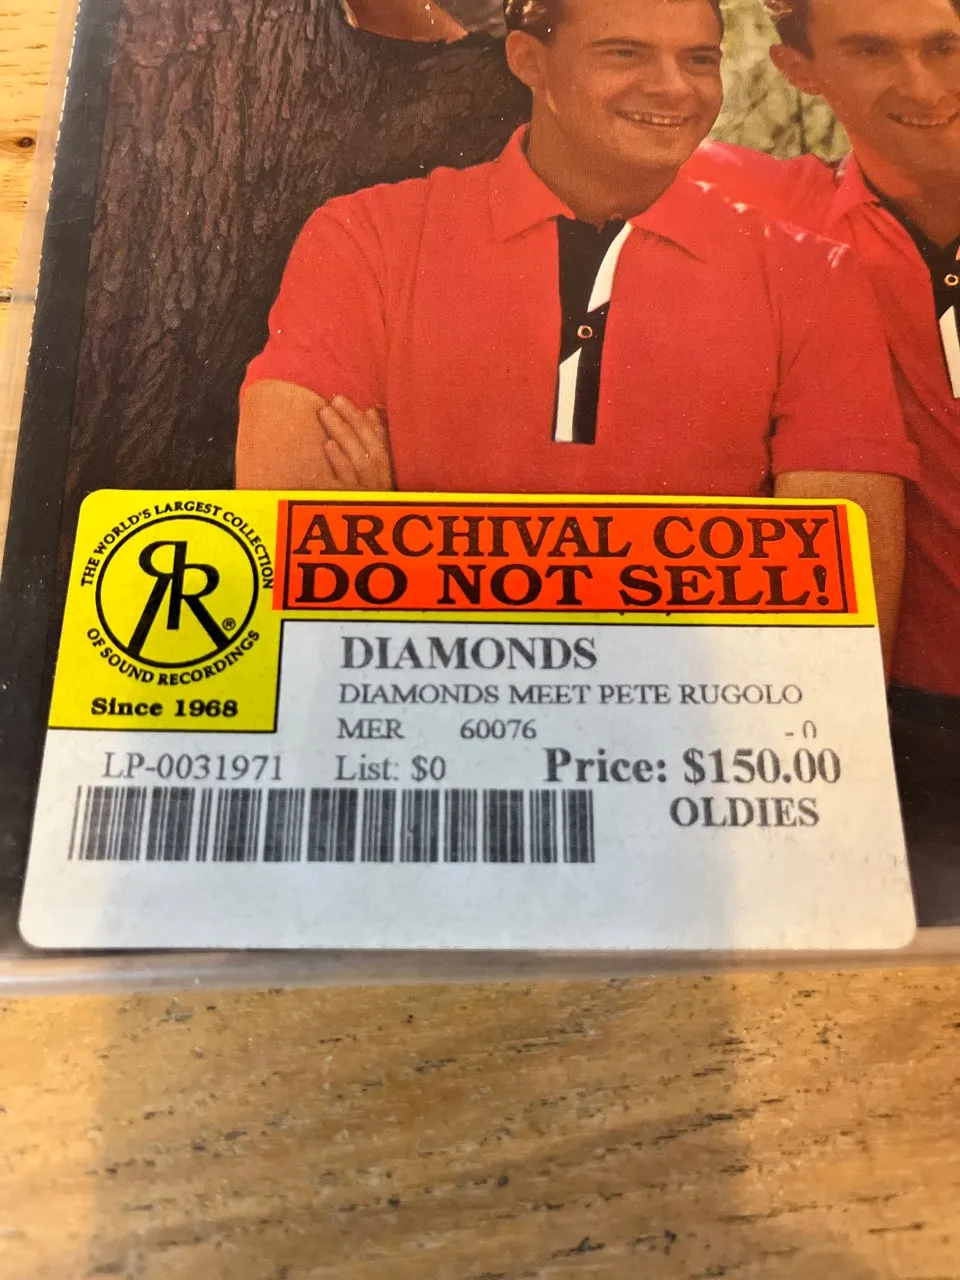 THE WORLD'S LARGEST COLLECTION
OF SOUND RECORDINGS
RR®
Since 1968
ARCHIVAL COPY
DO NOT SELL!
DIAMONDS
DIAMONDS MEET PETE RUGOLO
MER 60076 - 0
LP-0031971 List: $0 Price: $150.00
OLDIES